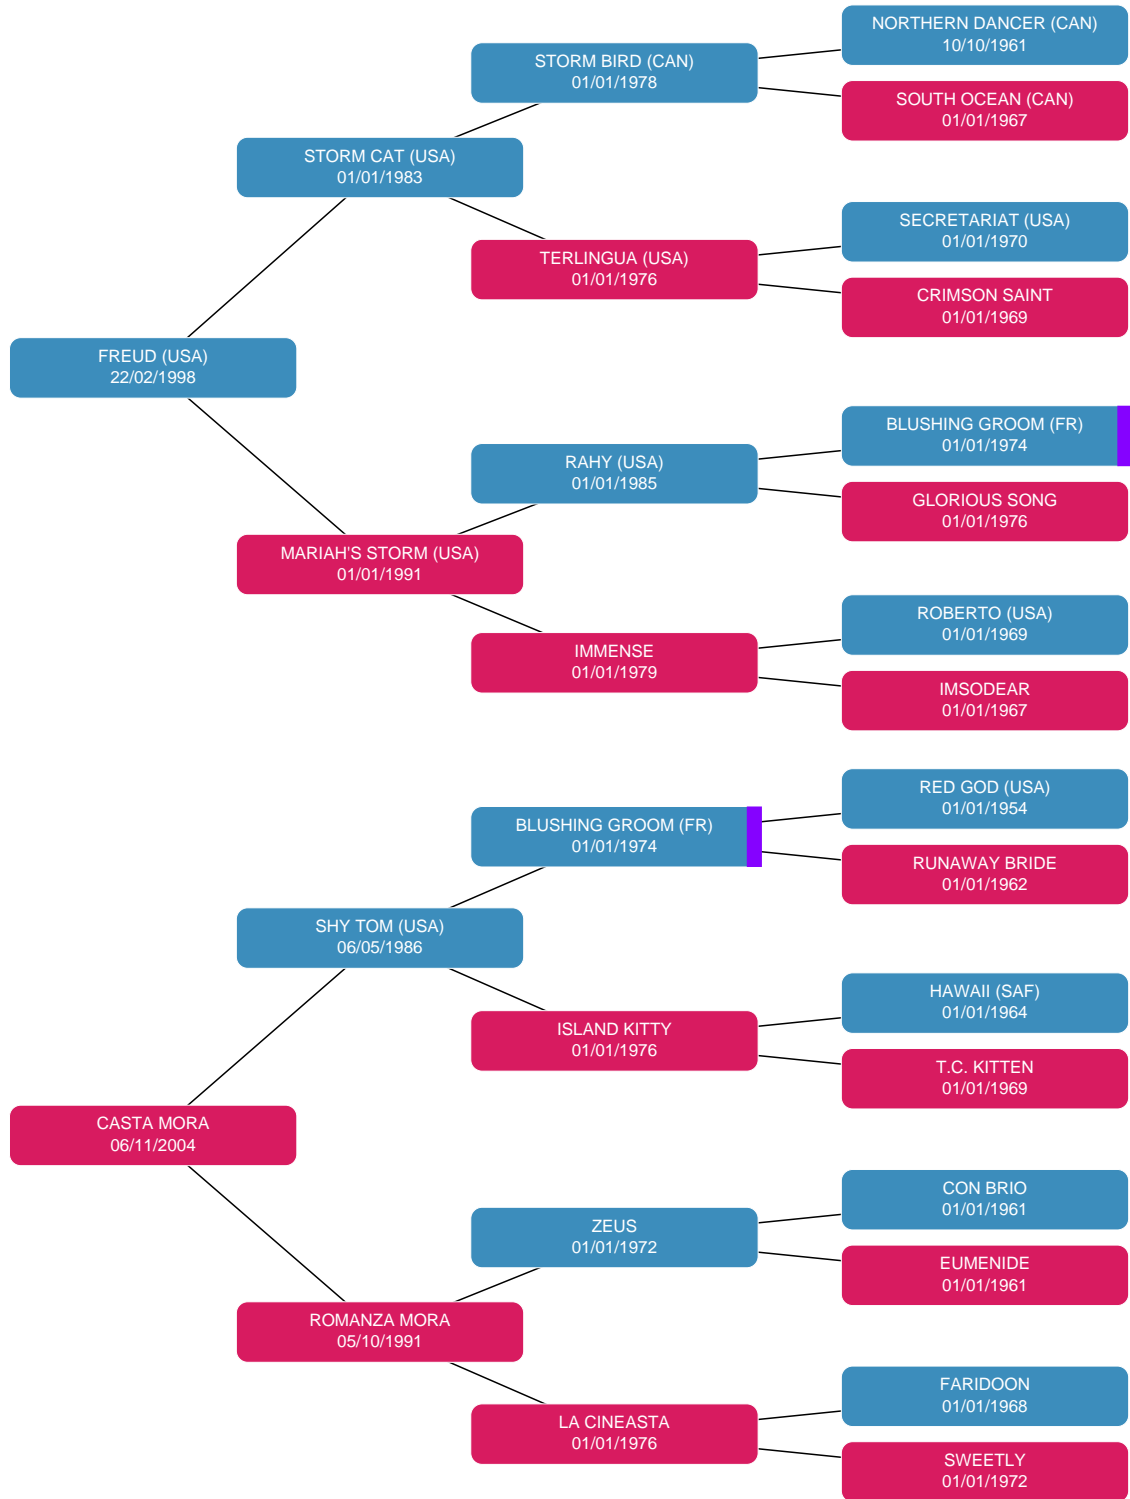 NORTHERN DANCER (CAN)
10/10/1961
STORM BIRD (CAN)
01/01/1978
SOUTH OCEAN (CAN)
01/01/1967
STORM CAT (USA)
01/01/1983
SECRETARIAT (USA)
01/01/1970
TERLINGUA (USA)
01/01/1976
CRIMSON SAINT
01/01/1969
FREUD (USA)
22/02/1998
BLUSHING GROOM (FR)
01/01/1974
RAHY (USA)
01/01/1985
GLORIOUS SONG
01/01/1976
MARIAH'S STORM (USA)
01/01/1991
ROBERTO (USA)
01/01/1969
IMMENSE
01/01/1979
IMSODEAR
01/01/1967
RED GOD (USA)
01/01/1954
BLUSHING GROOM (FR)
01/01/1974
RUNAWAY BRIDE
01/01/1962
SHY TOM (USA)
06/05/1986
HAWAII (SAF)
01/01/1964
ISLAND KITTY
01/01/1976
T.C. KITTEN
01/01/1969
CASTA MORA
06/11/2004
CON BRIO
01/01/1961
ZEUS
01/01/1972
EUMENIDE
01/01/1961
ROMANZA MORA
05/10/1991
FARIDOON
01/01/1968
LA CINEASTA
01/01/1976
SWEETLY
01/01/1972